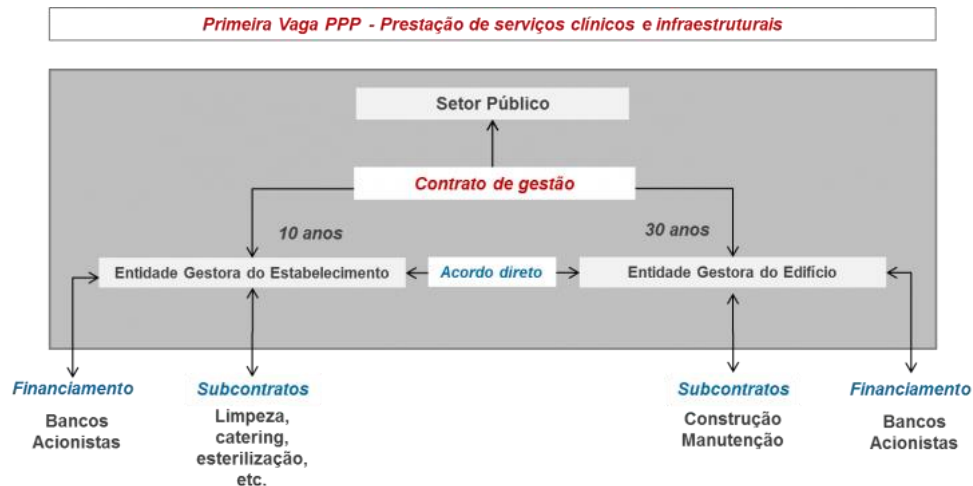 Primeira Vaga PPP - Prestação de serviços clínicos e infraestruturais
Setor Público
Contrato de gestão
10 anos
30 anos
Entidade Gestora do Estabelecimento
Acordo direto
Entidade Gestora do Edifício
Financiamento
Bancos
Acionistas
Subcontratos
Limpeza,
catering,
esterilização,
etc.
Subcontratos
Construção
Manutenção
Financiamento
Bancos
Acionistas